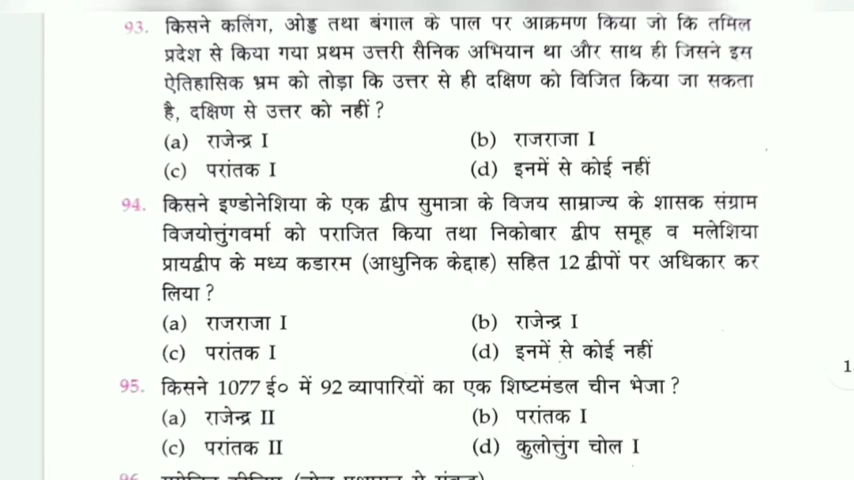 93. किसने कलिंग, ओड्ड तथा बंगाल के पाल पर आक्रमण किया जो कि तमिल
प्रदेश से किया गया प्रथम उत्तरी सैनिक अभियान था और साथ ही जिसने इस
ऐतिहासिक भ्रम को तोड़ा कि उत्तर से ही दक्षिण को विजित किया जा सकता
है, दक्षिण से उत्तर को नहीं ?
(a) राजेन्द्र I (b) राजराजा I
(c) परांतक I (d) इनमें से कोई नहीं
94. किसने इण्डोनेशिया के एक द्वीप सुमात्रा के विजय साम्राज्य के शासक संग्राम
विजयोत्तुंगवर्मा को पराजित किया तथा निकोबार द्वीप समूह व मलेशिया
प्रायद्वीप के मध्य कडारम (आधुनिक केद्दाह) सहित 12 द्वीपों पर अधिकार कर
लिया ?
(a) राजराजा I (b) राजेन्द्र I
(c) परांतक I (d) इनमें से कोई नहीं
1
95. किसने 1077 ई० में 92 व्यापारियों का एक शिष्टमंडल चीन भेजा ?
(a) राजेन्द्र II (b) परांतक I
(c) परांतक II (d) कुलोत्तुंग चोल I